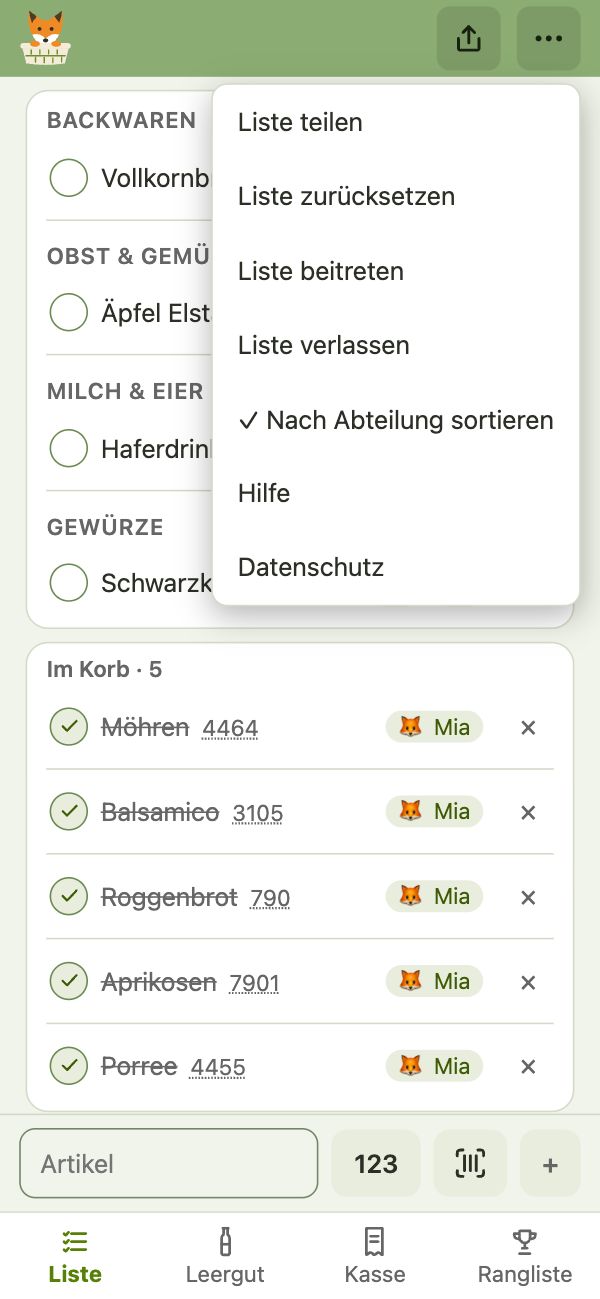 BACKWAREN
Liste teilen
Liste zurücksetzen
OBST & GEMÜ
Liste beitreten
Äpfel
Liste verlassen
MILCH & EIER
✓ Nach Abteilung sortieren
Hilfe
GEWÜRZE
Datenschutz
Im Korb · 5
Möhren 4464 Mia ×
Balsamico 3105 Mia ×
Roggenbrot 790 Mia ×
Aprikosen 7901 Mia ×
Porree 4455 Mia ×
Artikel 123 +
Liste Leergut Kasse Rangliste